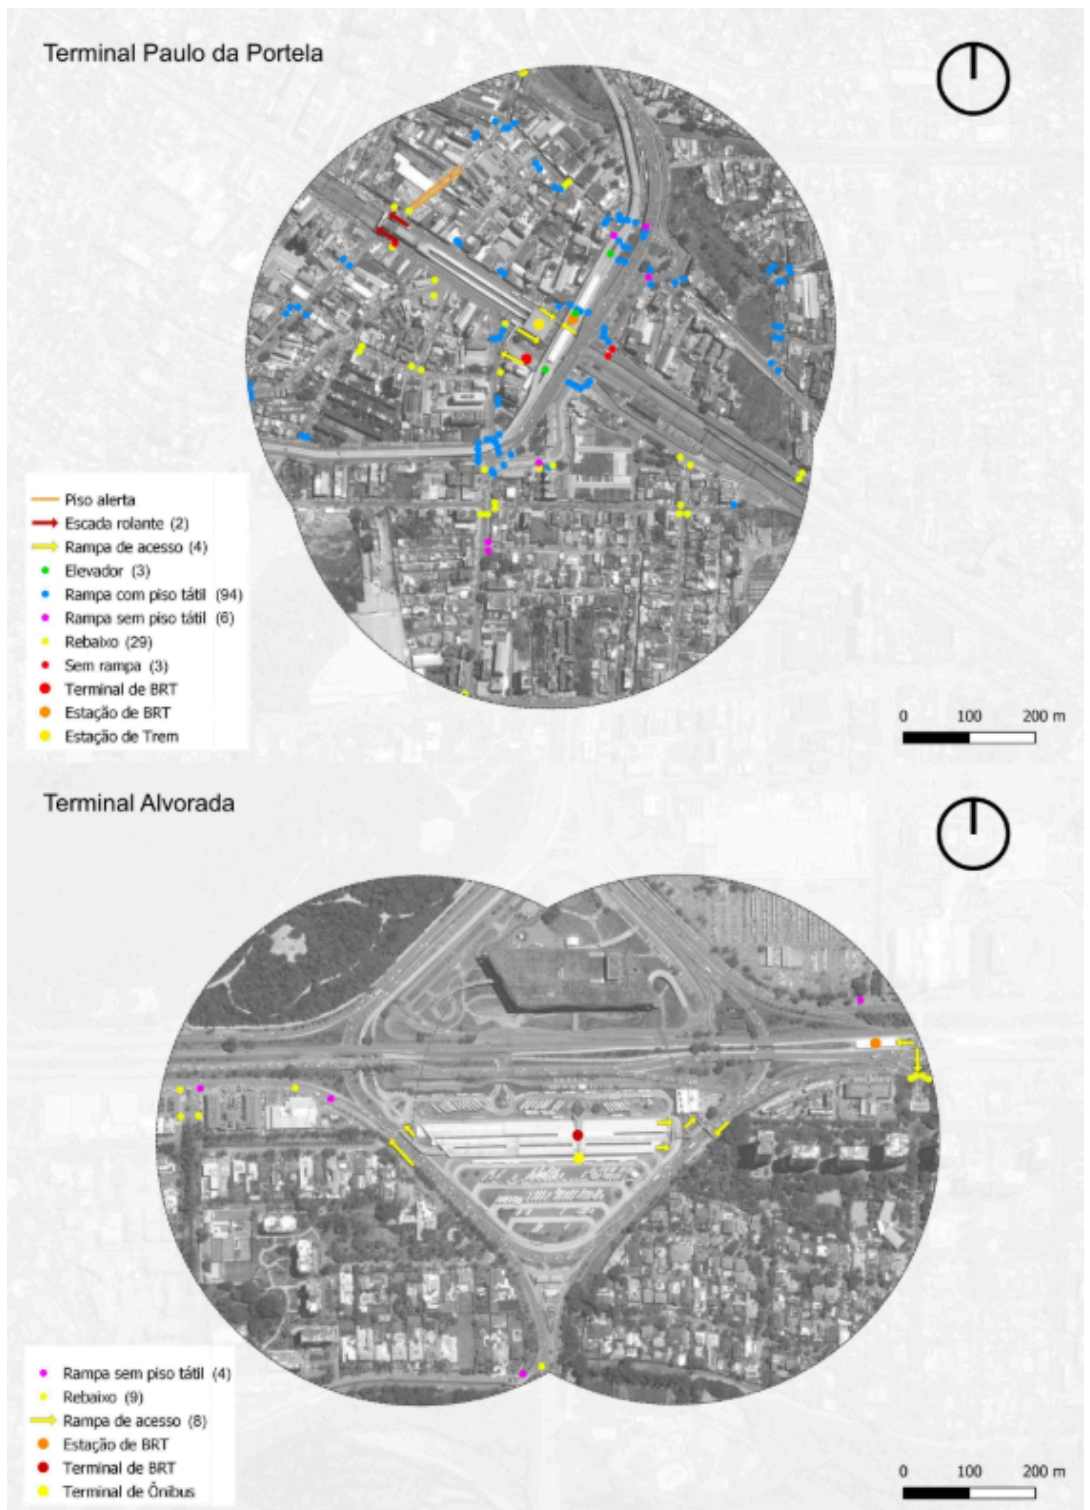 Terminal Paulo da Portela
Piso alerta
Escada rolante (2)
Rampa de acesso (4)
Elevador (3)
Rampa com piso tátil (94)
Rampa sem piso tátil (6)
Rebaixo (29)
Sem rampa (3)
Terminal de BRT
Estação de BRT
Estação de Trem
0 100 200 m
Terminal Alvorada
Rampa sem piso tátil (4)
Rebaixo (9)
Rampa de acesso (8)
Estação de BRT
Terminal de BRT
Terminal de Ônibus
0 100 200 m